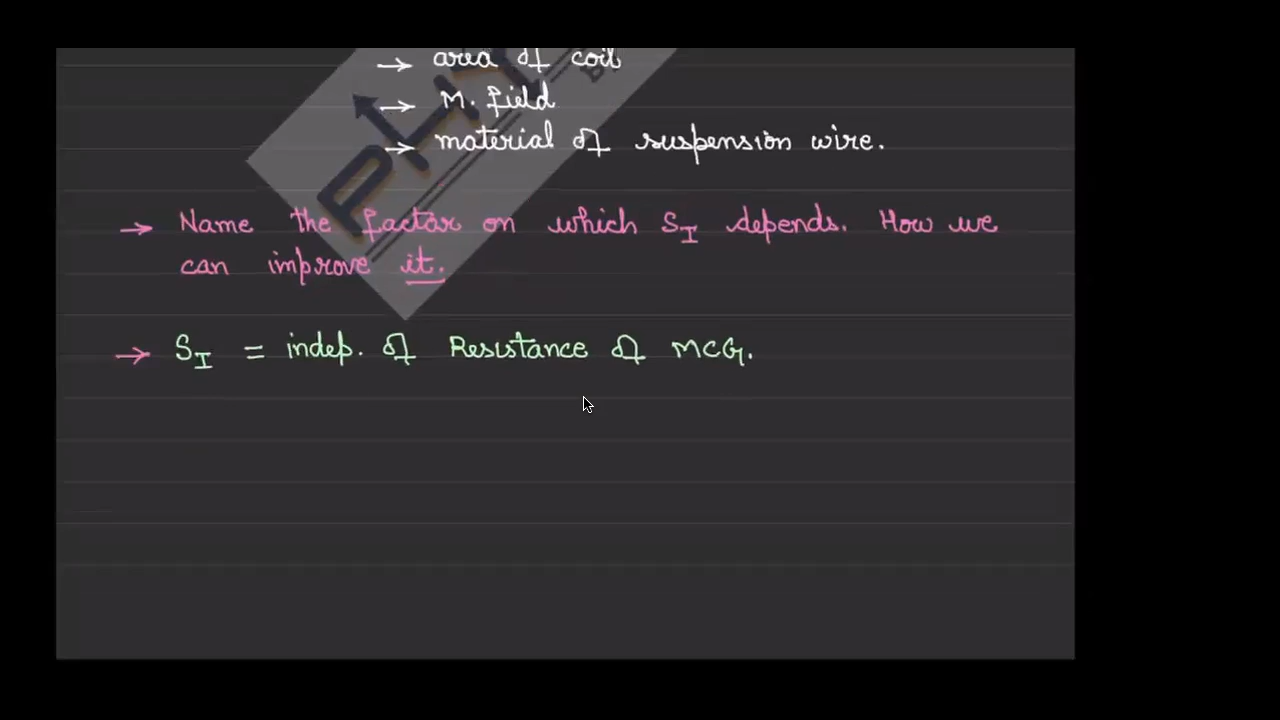 → area of coil
→ M. field
→ material of suspension wire.
→ Name the factor on which S_I depends. How we
can improve it.
→ S_I = indep. of Resistance of MCG.
PHY